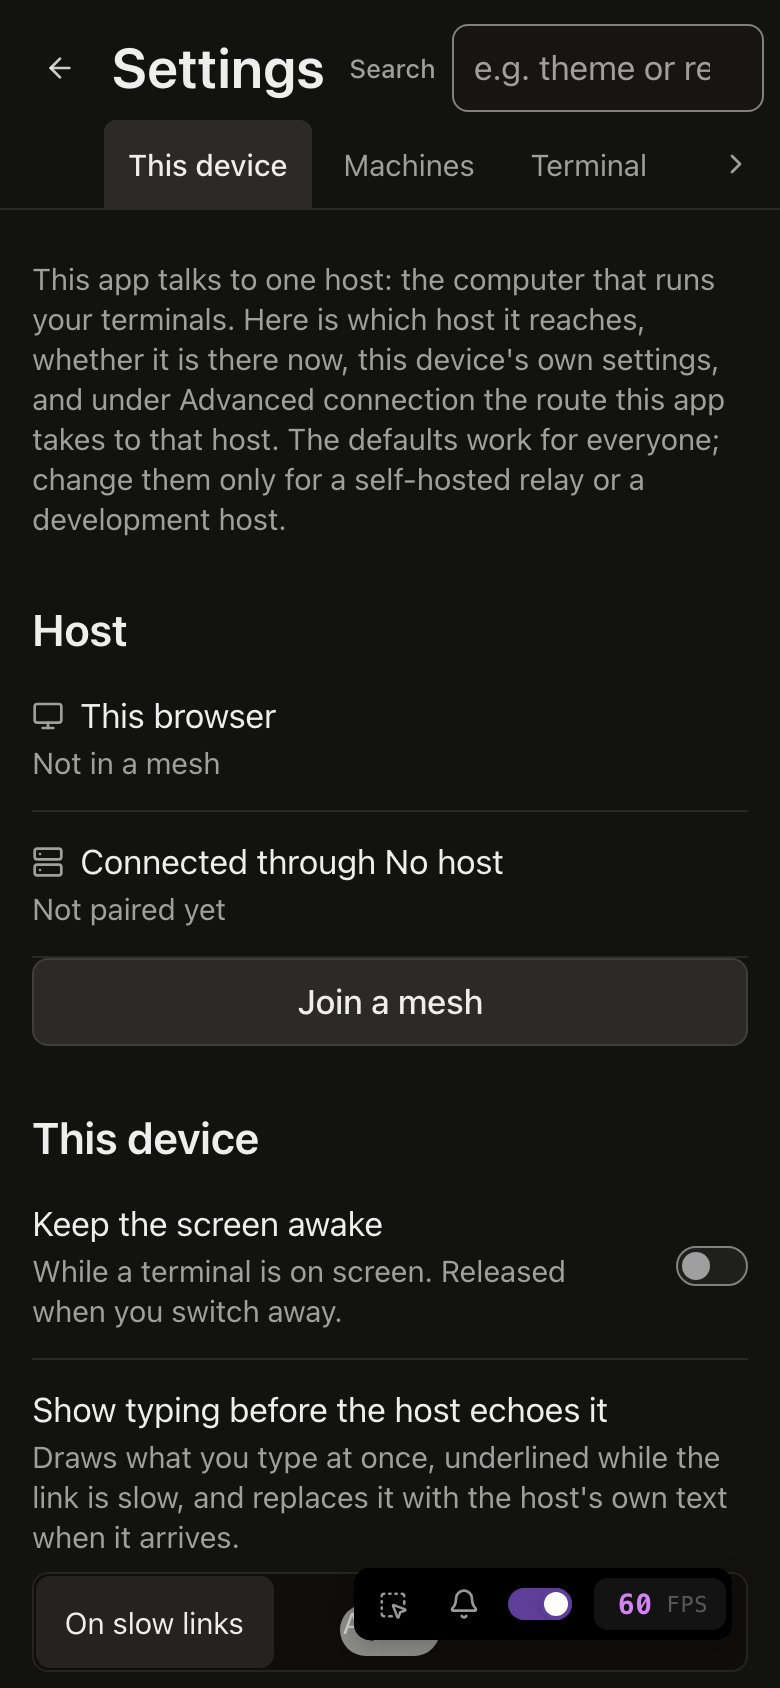 Settings
Search
e.g. theme or re
This device
Machines
Terminal
This app talks to one host: the computer that runs
your terminals. Here is which host it reaches,
whether it is there now, this device's own settings,
and under Advanced connection the route this app
takes to that host. The defaults work for everyone;
change them only for a self-hosted relay or a
development host.
Host
This browser
Not in a mesh
Connected through No host
Not paired yet
Join a mesh
This device
Keep the screen awake
While a terminal is on screen. Released
when you switch away.
Show typing before the host echoes it
Draws what you type at once, underlined while the
link is slow, and replaces it with the host's own text
when it arrives.
On slow links
60 FPS